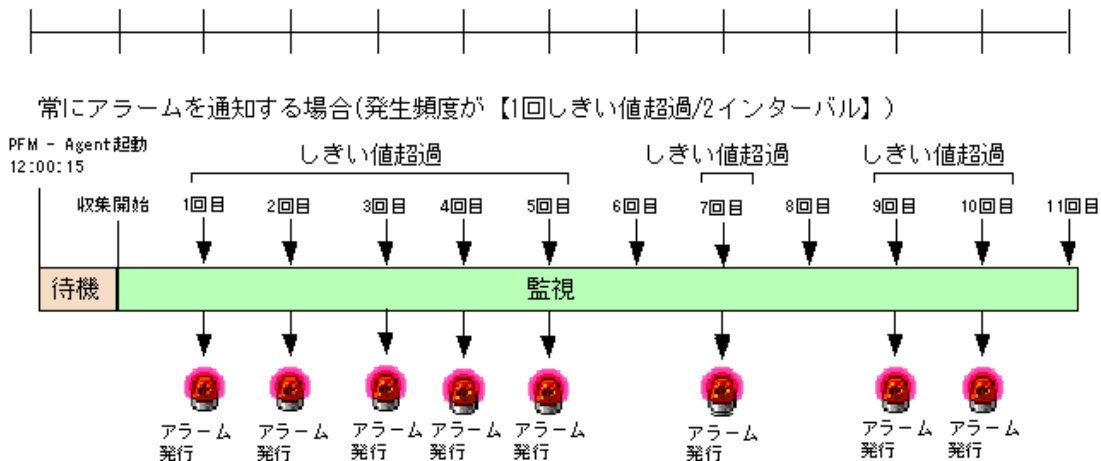 常にアラームを通知する場合(発生頻度が【1回しきい値超過/2インターバル】)
PFM - Agent起動
12:00:15
しきい値超過 しきい値超過 しきい値超過
収集開始 1回目 2回目 3回目 4回目 5回目 6回目 7回目 8回目 9回目 10回目 11回目
待機 監視
アラーム アラーム アラーム アラーム アラーム アラーム アラーム アラーム
発行 発行 発行 発行 発行 発行 発行 発行